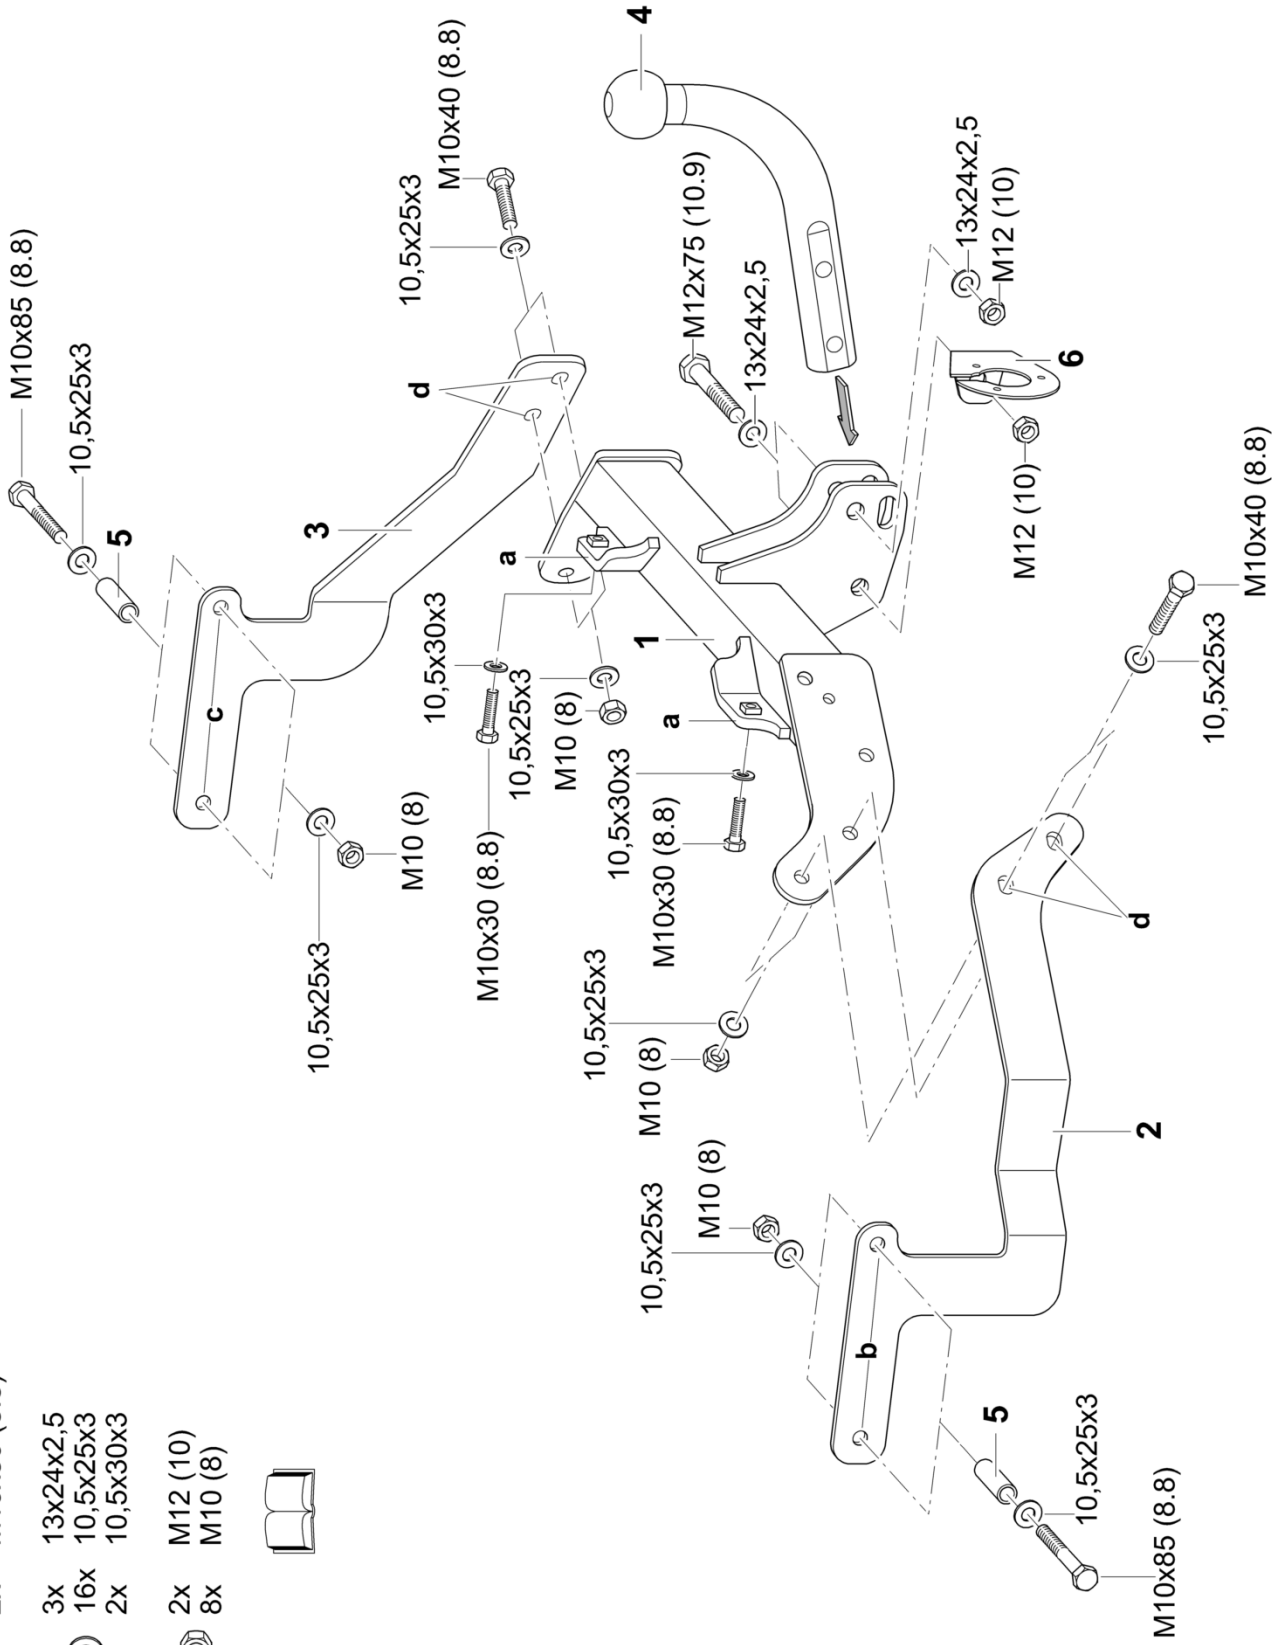 3x 13x24x2,5
16x 10,5x25x3
2x 10,5x30x3
2x M12 (10)
8x M10 (8)
M10x85 (8.8)
10,5x25x3
5
3
c
10,5x25x3
M10 (8)
d
10,5x25x3
M10x40 (8.8)
4
a
10,5x30x3
M10x30 (8.8)
10,5x25x3
M10 (8)
1
a
10,5x30x3
M10x30 (8.8)
M12x75 (10.9)
13x24x2,5
13x24x2,5
M12 (10)
6
M12 (10)
10,5x25x3
M10 (8)
M10x40 (8.8)
10,5x25x3
d
2
M10 (8)
10,5x25x3
b
5
10,5x25x3
M10x85 (8.8)